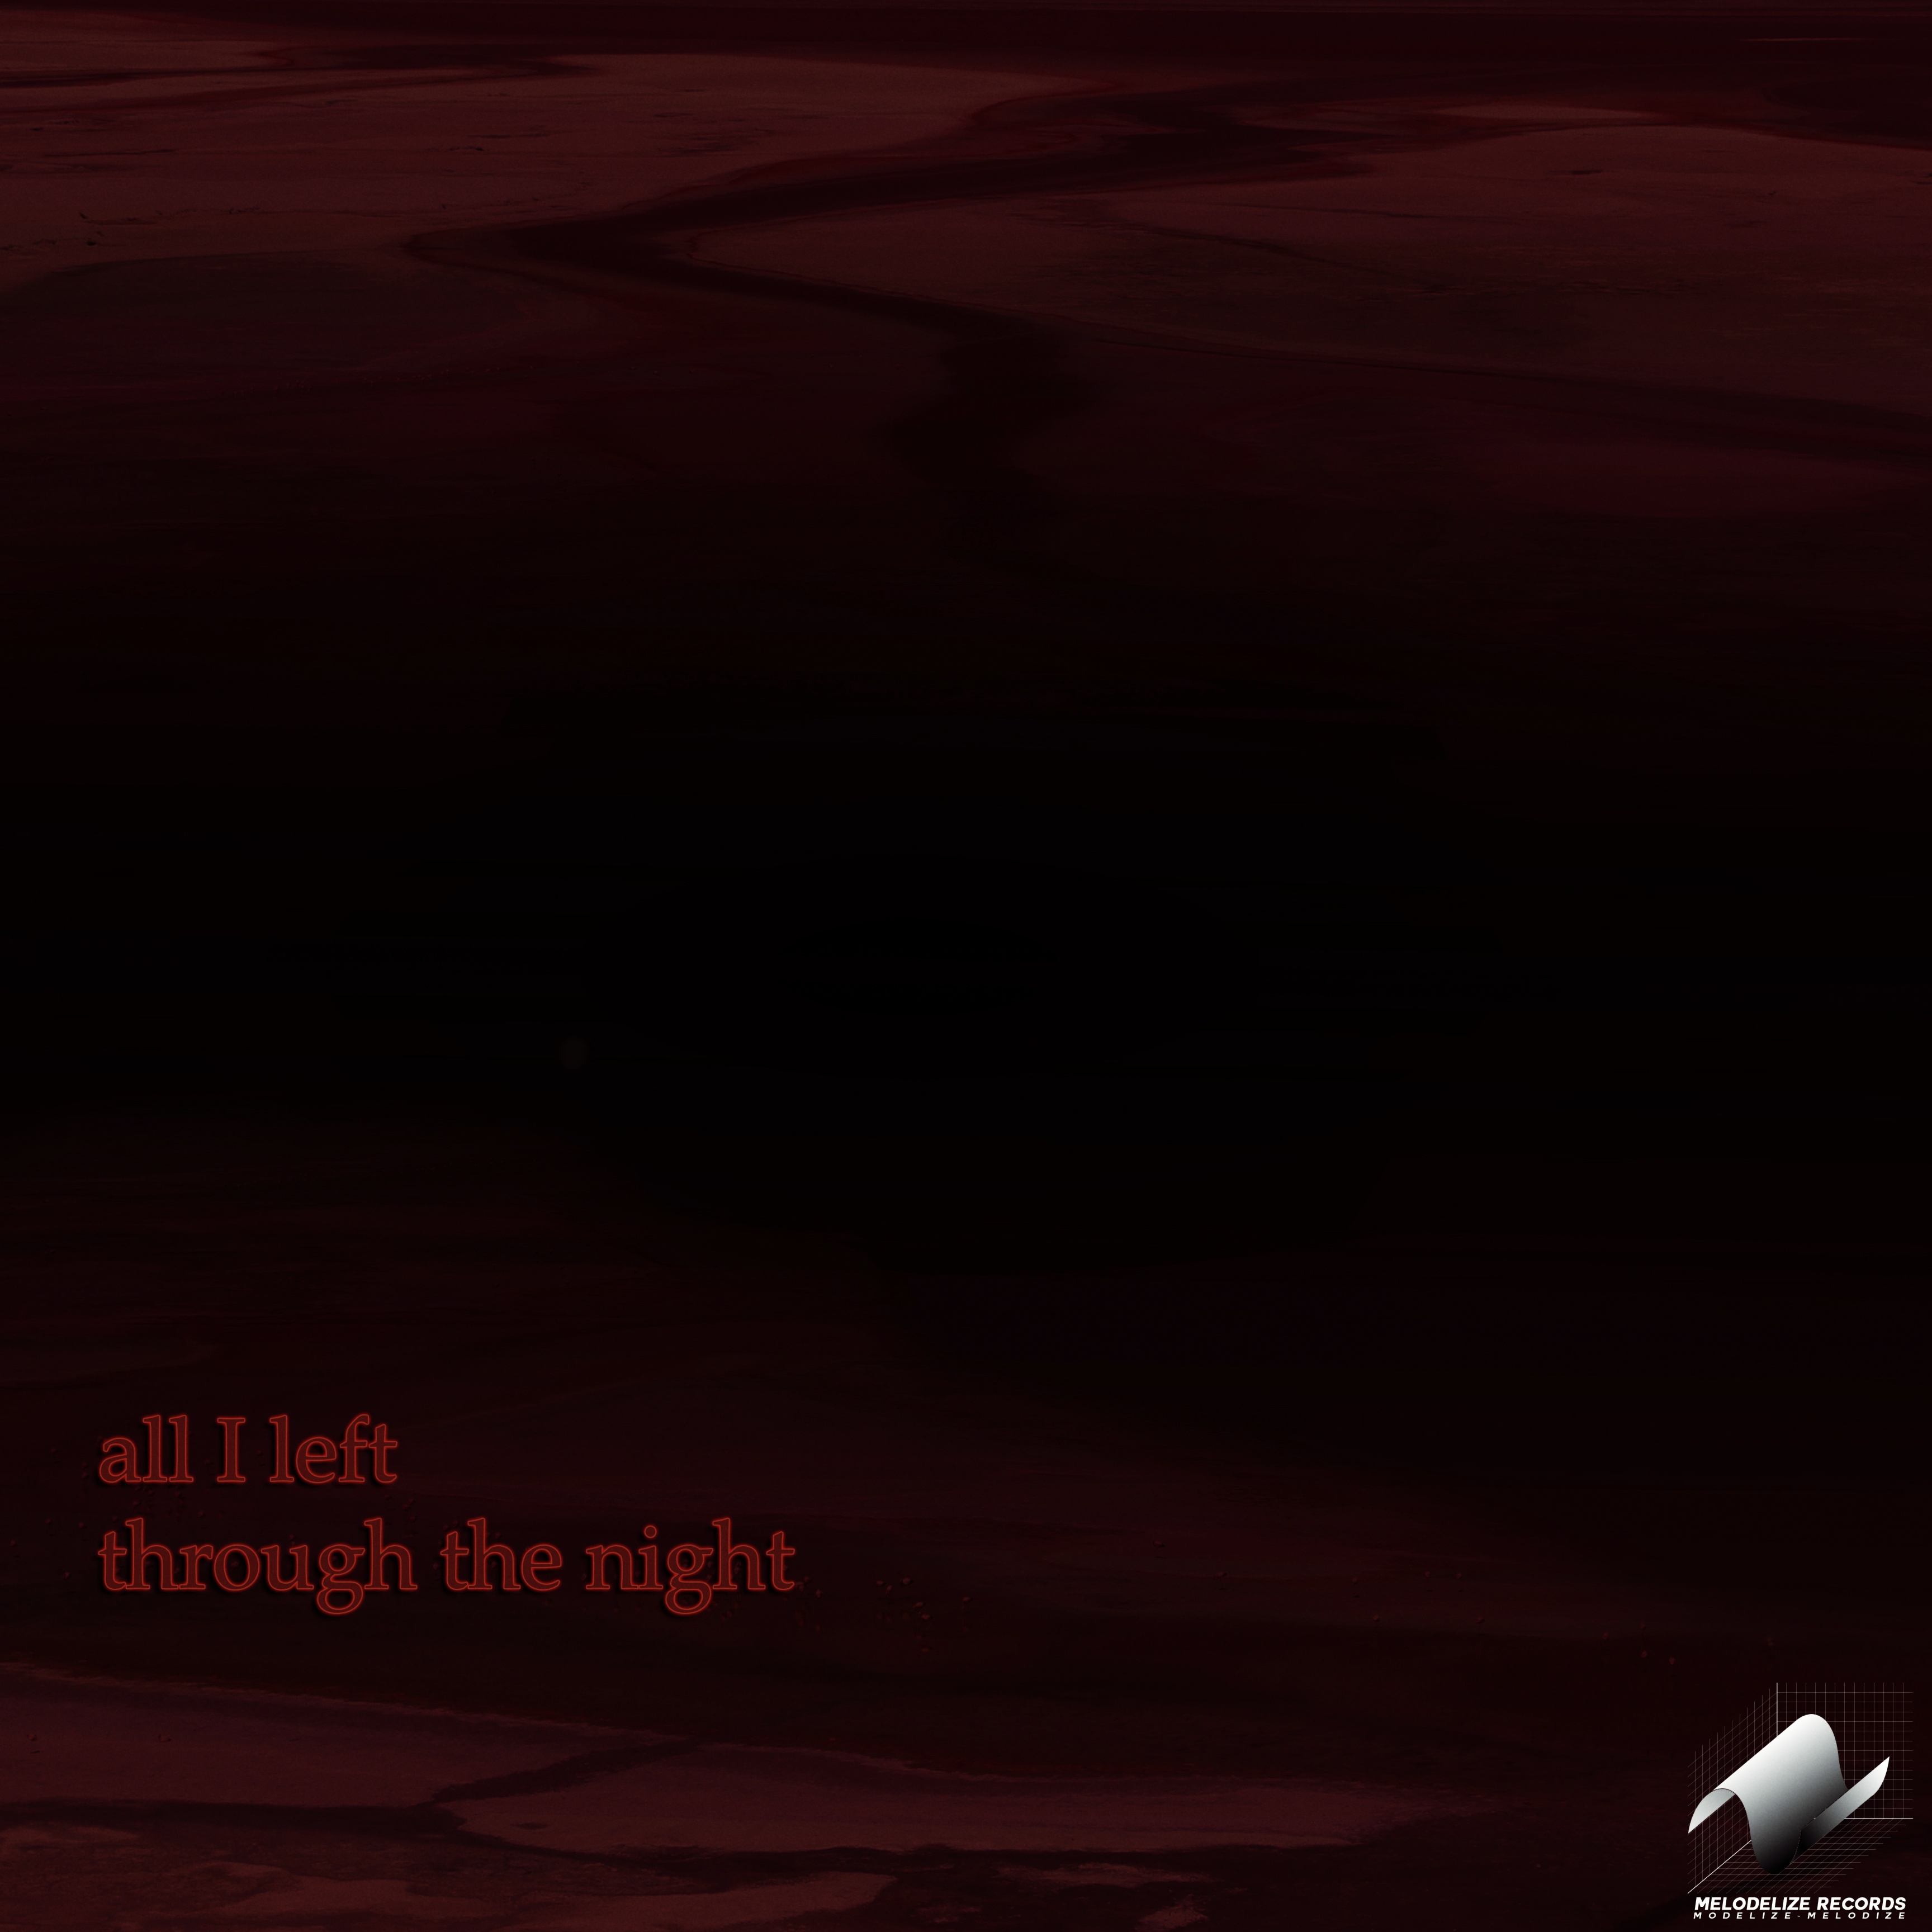 all I left
through the night
MELODELIZE RECORDS
MODELIZE-MELODIZE